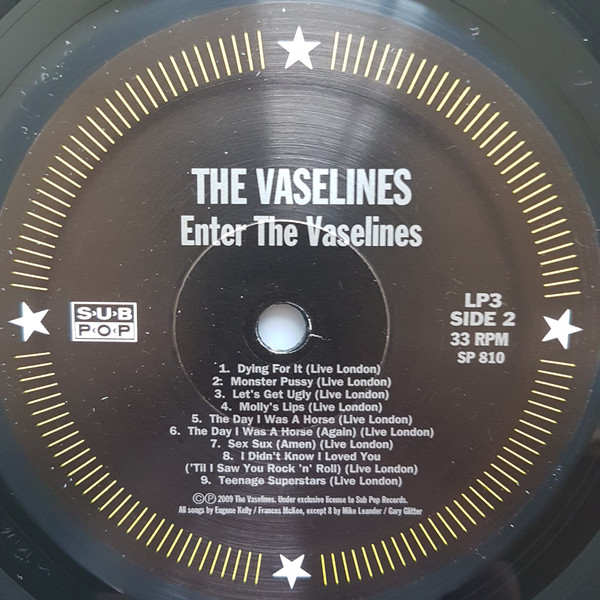 THE VASELINES
Enter The Vaselines
SUB
POP
LP3
SIDE 2
33 RPM
SP 810
1. Dying For It (Live London)
2: Monster Pussy (Live London)
3. Let's Get Ugly (Live London)
4. Molly's Lips (Live London)
5. The Day I Was A Horse (Live London)
6. The Day I Was A Horse (Again) (Live London)
7. Sex Sux (Amen) (Live London)
8. I Didn't Know I Loved You
('Til I Saw You Rock 'n' Roll) (Live London)
9. Teenage Superstars (Live London)
©℗ 2009 The Vaselines. Under exclusive license to Sub Pop Records.
All songs by Eugene Kelly / Frances McKee, except 8 by Mike Leander / Gary Glitter